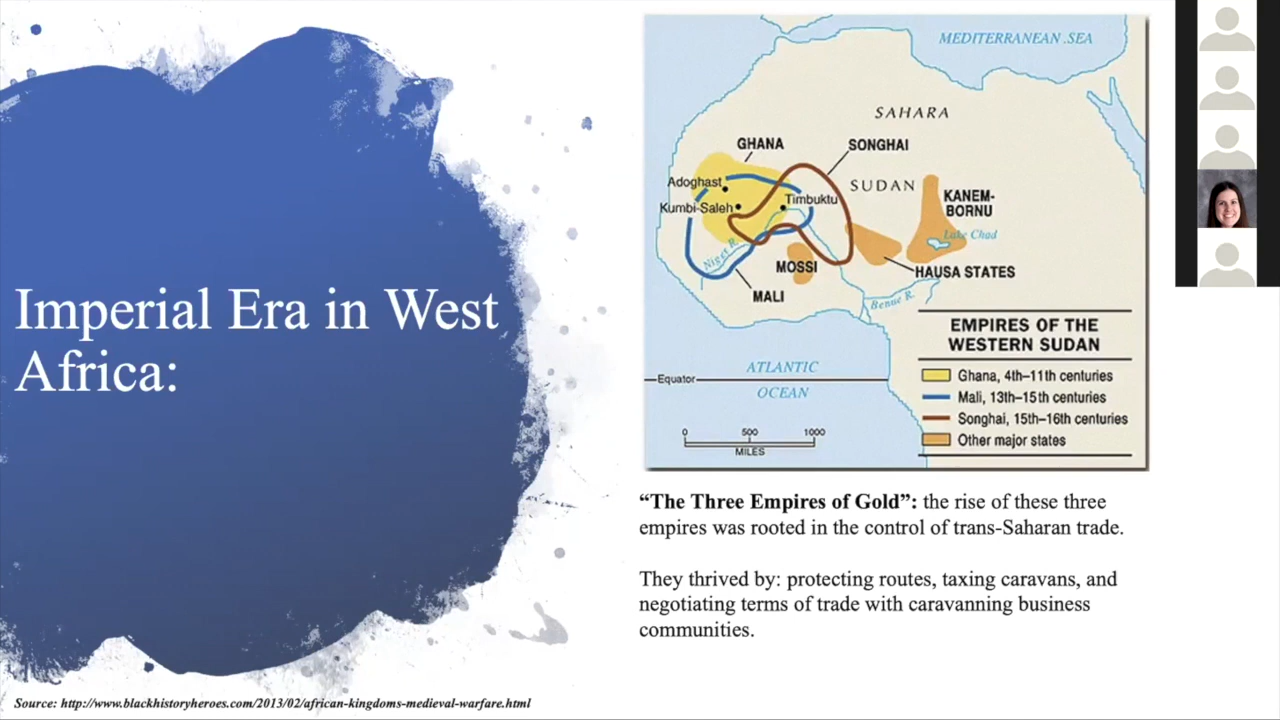 Imperial Era in West
Africa:
MEDITERRANEAN SEA
SAHARA
GHANA
SONGHAI
Adoghast
SUDAN
KANEM-
BORNU
Kumbi-Saleh
Timbuktu
Lake Chad
Niger R.
MOSSI
HAUSA STATES
MALI
Benue R.
EMPIRES OF THE
WESTERN SUDAN
ATLANTIC
Equator
OCEAN
Ghana, 4th–11th centuries
Mali, 13th–15th centuries
Songhai, 15th–16th centuries
Other major states
0 500 1000
MILES
“The Three Empires of Gold”: the rise of these three
empires was rooted in the control of trans-Saharan trade.
They thrived by: protecting routes, taxing caravans, and
negotiating terms of trade with caravanning business
communities.
Source: http://www.blackhistoryheroes.com/2013/02/african-kingdoms-medieval-warfare.html